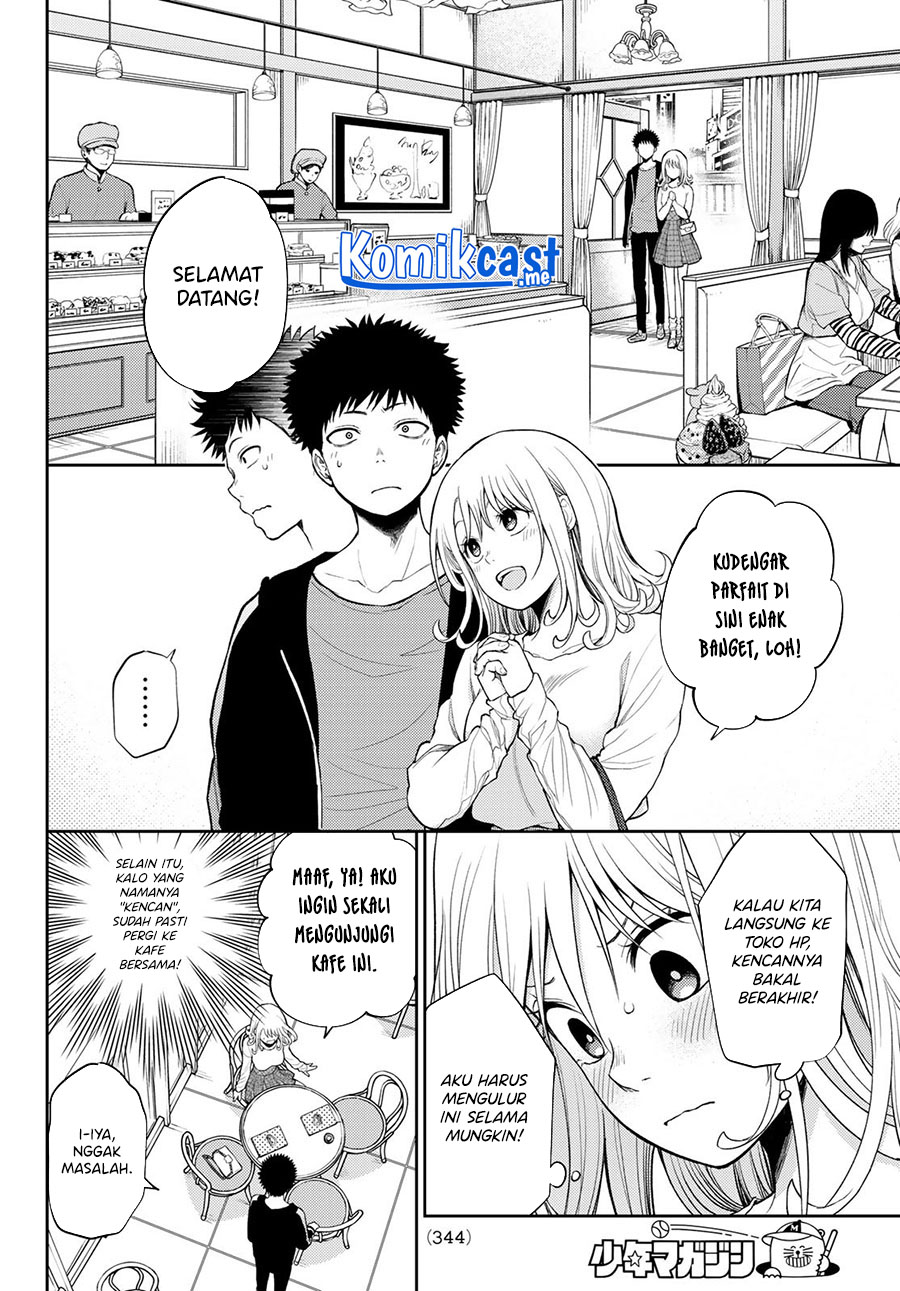 SELAMAT
DATANG!
Komikcast
.me
KUDENGAR
PARFAIT DI
SINI ENAK
BANGET, LOH!
.....
KALAU KITA
LANGSUNG KE
TOKO HP,
KENCANNYA
BAKAL
BERAKHIR!
AKU HARUS
MENGULUR
INI SELAMA
MUNGKIN!
MAAF, YA! AKU
INGIN SEKALI
MENGUNJUNGI
KAFE INI.
SELAIN ITU,
KALO YANG
NAMANYA
"KENCAN",
SUDAH PASTI
PERGI KE
KAFE
BERSAMA!
I-IYA,
NGGAK
MASALAH.
(344)
少年マガジン
M